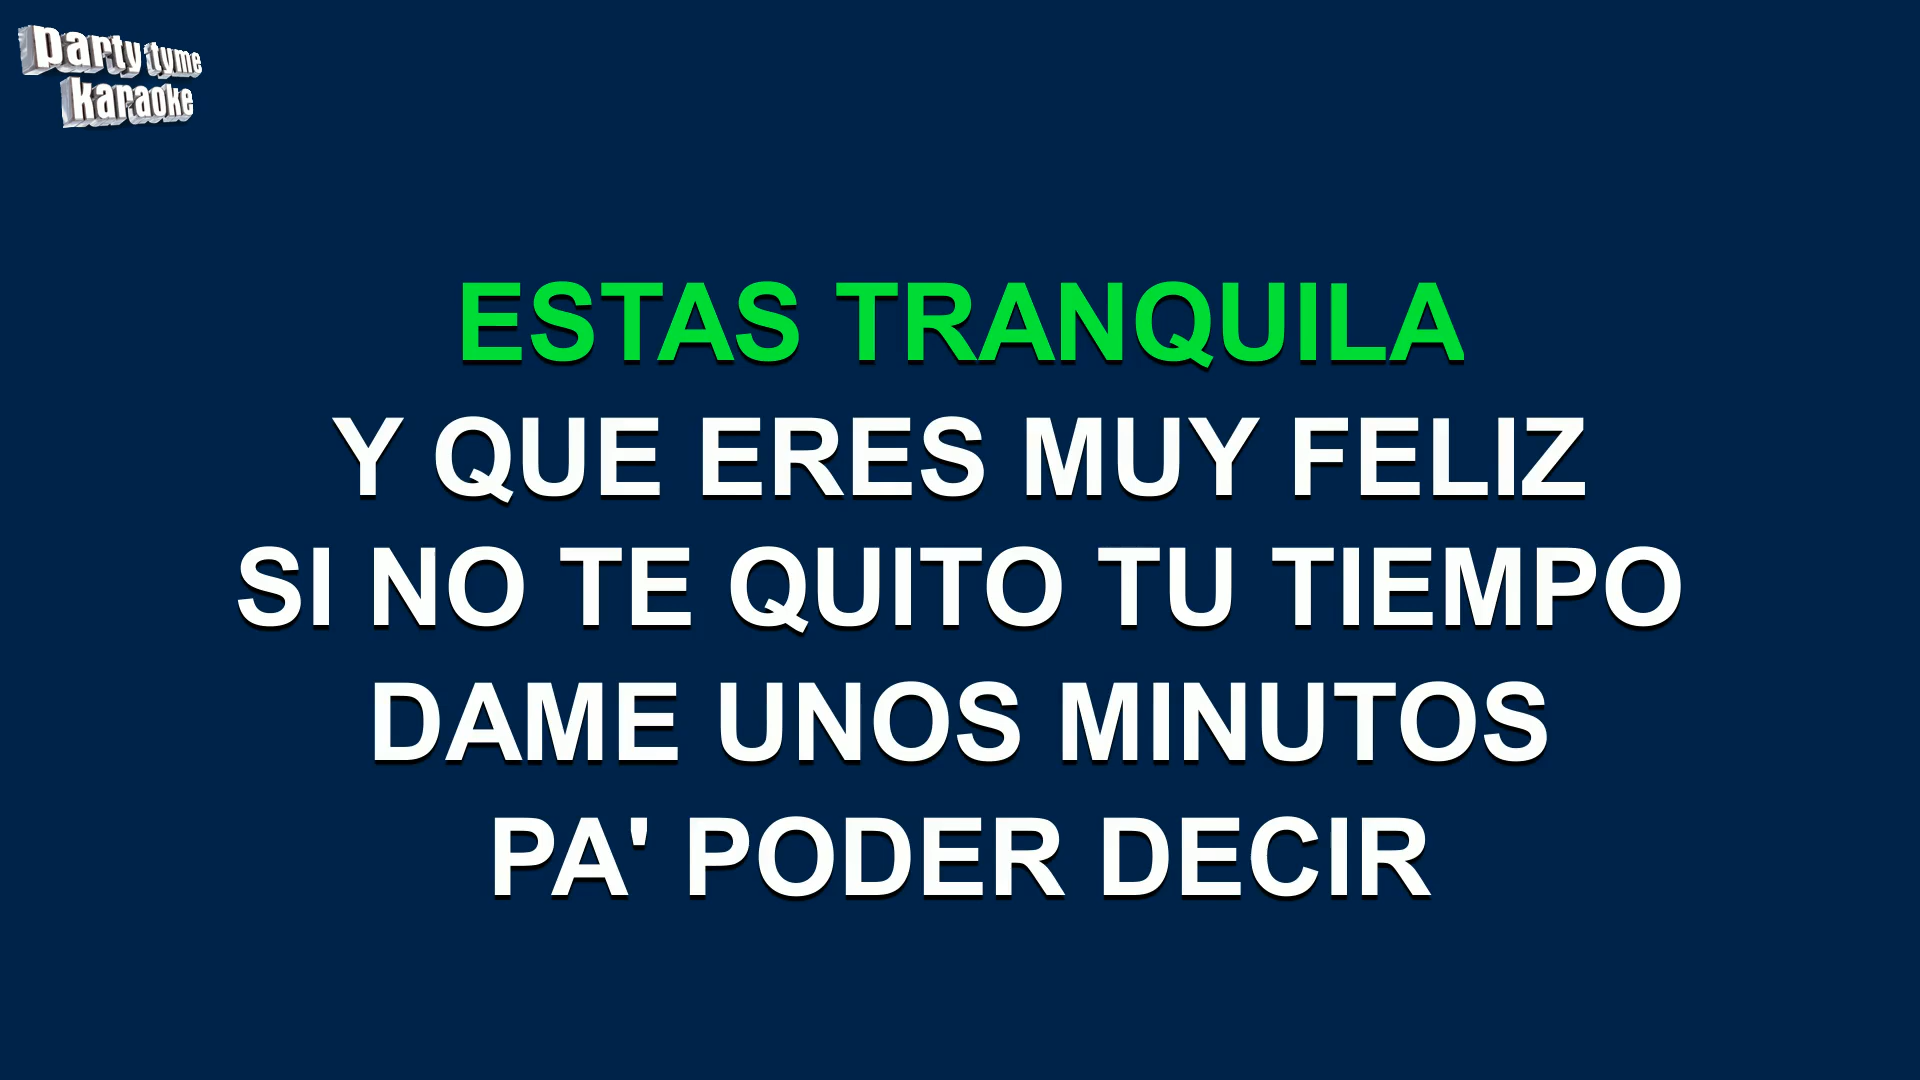 party tyme
karaoke
ESTAS TRANQUILA
Y QUE ERES MUY FELIZ
SI NO TE QUITO TU TIEMPO
DAME UNOS MINUTOS
PA' PODER DECIR